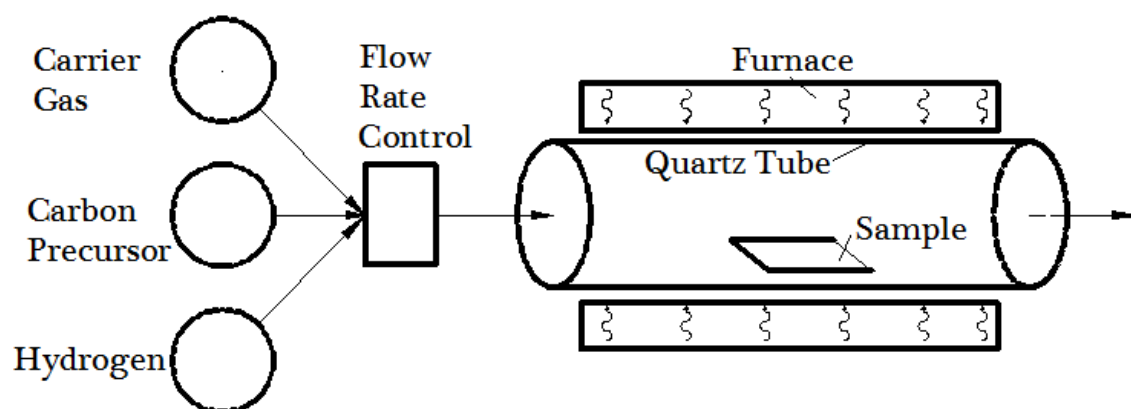 Carrier
Gas
Flow
Rate
Control
Furnace
Quartz Tube
Carbon
Precursor
Sample
Hydrogen